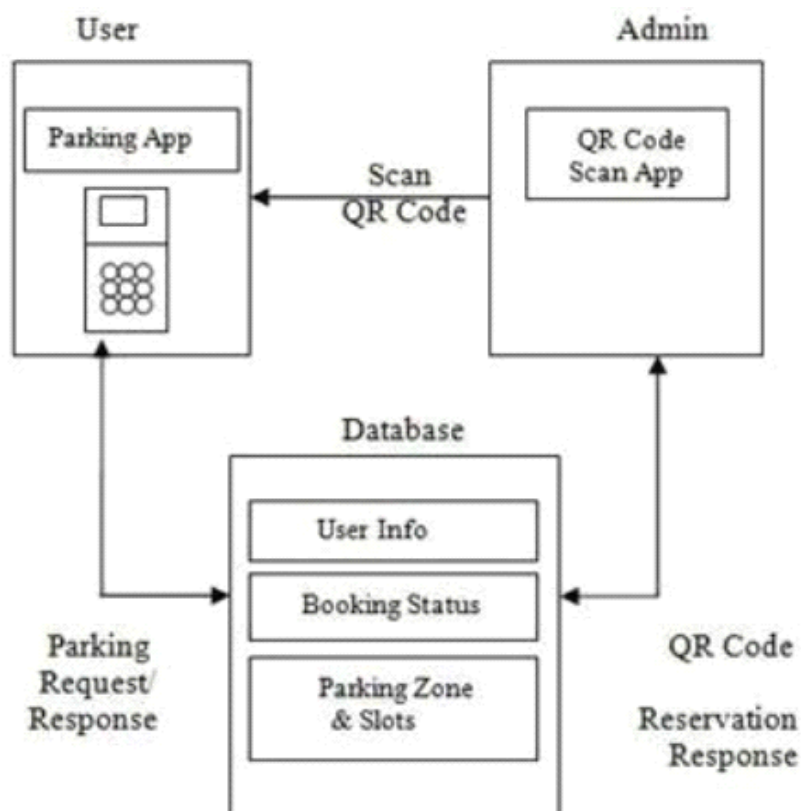 User
Admin
Parking App
QR Code
Scan App
Scan
QR Code
Database
User Info
Booking Status
Parking Zone
& Slots
Parking
Request/
Response
QR Code
Reservation
Response